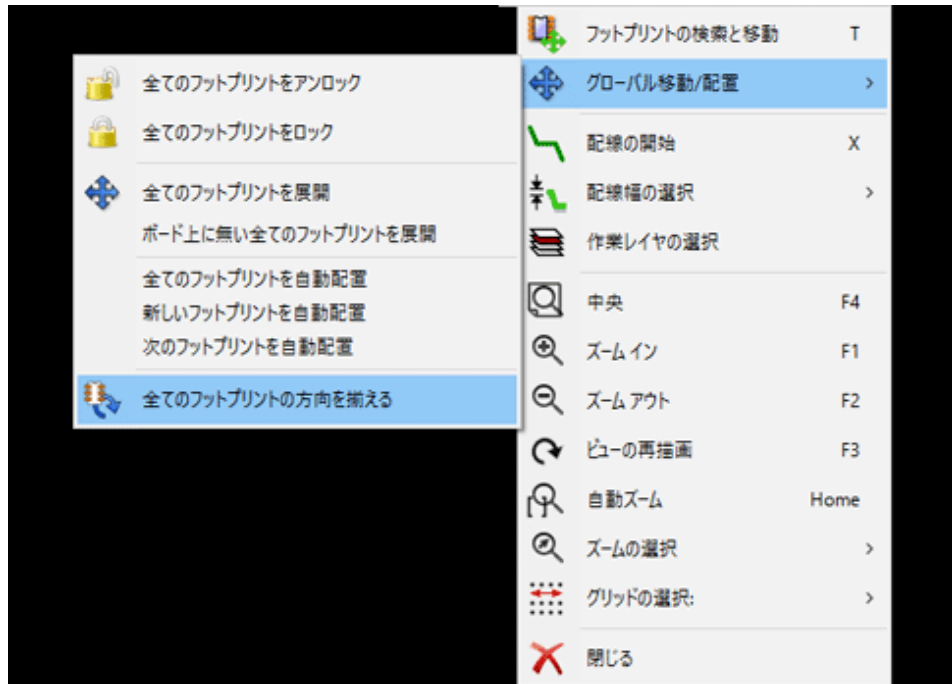 フットプリントの検索と移動 T
グローバル移動/配置 >
配線の開始 X
配線幅の選択 >
作業レイヤの選択
中央 F4
ズーム イン F1
ズーム アウト F2
ビューの再描画 F3
自動ズーム Home
ズームの選択 >
グリッドの選択: >
閉じる
全てのフットプリントをアンロック
全てのフットプリントをロック
全てのフットプリントを展開
ボード上に無い全てのフットプリントを展開
全てのフットプリントを自動配置
新しいフットプリントを自動配置
次のフットプリントを自動配置
全てのフットプリントの方向を揃える